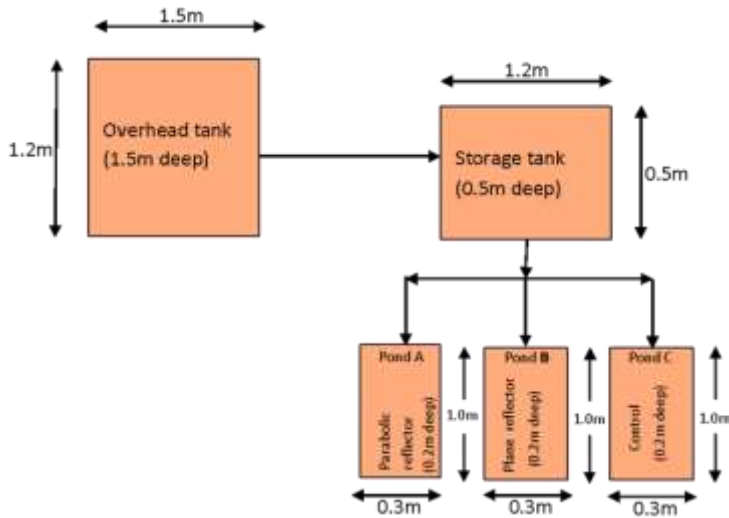 1.5m
1.2m
Overhead tank
(1.5m deep)
1.2m
Storage tank
(0.5m deep)
0.5m
Pond A
Parabolic
reflector
(0.2m deep)
1.0m
0.3m
Pond B
Plane reflector
(0.2m deep)
1.0m
0.3m
Pond C
Control
(0.2m deep)
1.0m
0.3m